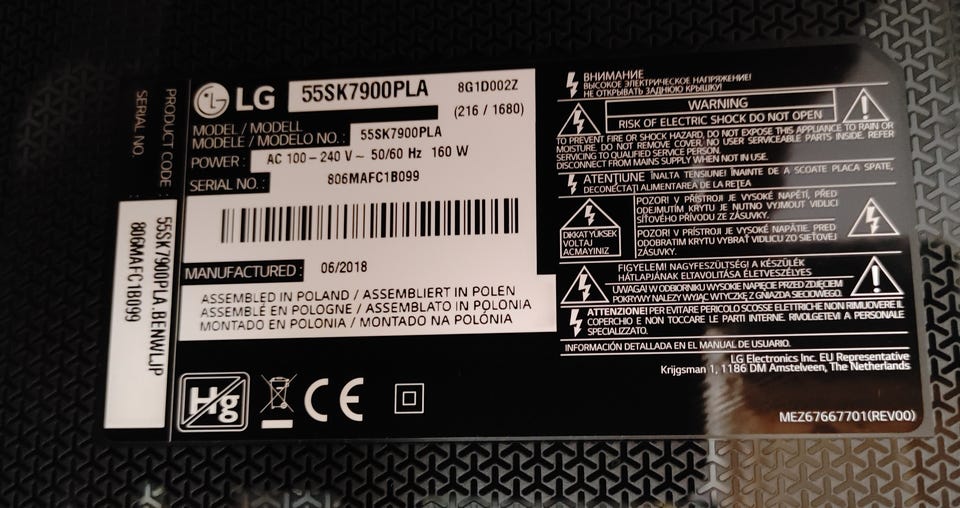 PRODUCT CODE :
SERIAL NO. :
55SK7900PLA.BENWLJP
806MAFC1B099
LG 55SK7900PLA 8G1D002Z
(216 / 1680)
MODEL / MODELL
MODELE / MODELO NO. : 55SK7900PLA
POWER : AC 100 – 240 V ~ 50/60 Hz 160 W
SERIAL NO. : 806MAFC1B099
MANUFACTURED : 06/2018
ASSEMBLED IN POLAND / ASSEMBLIERT IN POLEN
ASSEMBLÉ EN POLOGNE / ASSEMBLATO IN POLONIA
MONTADO EN POLONIA / MONTADO NA POLÓNIA
Hg
CE
ВНИМАНИЕ
ВЫСОКОЕ ЭЛЕКТРИЧЕСКОЕ НАПРЯЖЕНИЕ!
НЕ ОТКРЫВАТЬ ЗАДНЮЮ КРЫШКУ!
WARNING
RISK OF ELECTRIC SHOCK DO NOT OPEN
TO PREVENT FIRE OR SHOCK HAZARD, DO NOT EXPOSE THIS APPLIANCE TO RAIN OR
MOISTURE. DO NOT REMOVE COVER. NO USER SERVICEABLE PARTS INSIDE. REFER
SERVICING TO QUALIFIED SERVICE PERSON.
DISCONNECT FROM MAINS SUPPLY WHEN NOT IN USE.
ATENȚIUNE ÎNALTA TENSIUNE! ÎNAINTE DE A SCOATE PLACA SPATE,
DECONECTAȚI ALIMENTAREA DE LA REȚEA
DIKKAT YUKSEK
VOLTAJ
ACMAYINIZ
POZOR! V PŘÍSTROJI JE VYSOKÉ NAPĚTÍ, PŘED
ODEJMUTÍM KRYTU JE NUTNO VYJMOUT VIDLICI
SÍŤOVÉHO PŘÍVODU ZE ZÁSUVKY.
POZOR! V PRÍSTROJI JE VYSOKÉ NAPÄTIE. PRED
ODOBRATIM KRYTU VYBRAŤ VIDLICU ZO SIEŤOVEJ
ZÁSUVKY.
FIGYELEM! NAGYFESZÜLTSÉG! A KÉSZÜLÉK
HÁTLAPJÁNAK ELTÁVOLÍTÁSA ÉLETVESZÉLYES
UWAGA! W ODBIORNIKU WYSOKIE NAPIĘCIE PRZED ZDJĘCIEM
POKRYWY NALEŻY WYJĄĆ WTYCZKĘ Z GNIAZDA SIECIOWEGO.
ATTENZIONE! PER EVITARE PERICOLO SCOSSE ELETTRICHE NON RIMUOVERE IL
COPERCHIO E NON TOCCARE LE PARTI INTERNE. RIVOLGETEVI A PERSONALE
SPECIALIZZATO.
INFORMACIÓN DETALLADA EN EL MANUAL DE USUARIO.
LG Electronics Inc. EU Representative
Krijgsman 1, 1186 DM Amstelveen, The Netherlands
MEZ67667701(REV00)